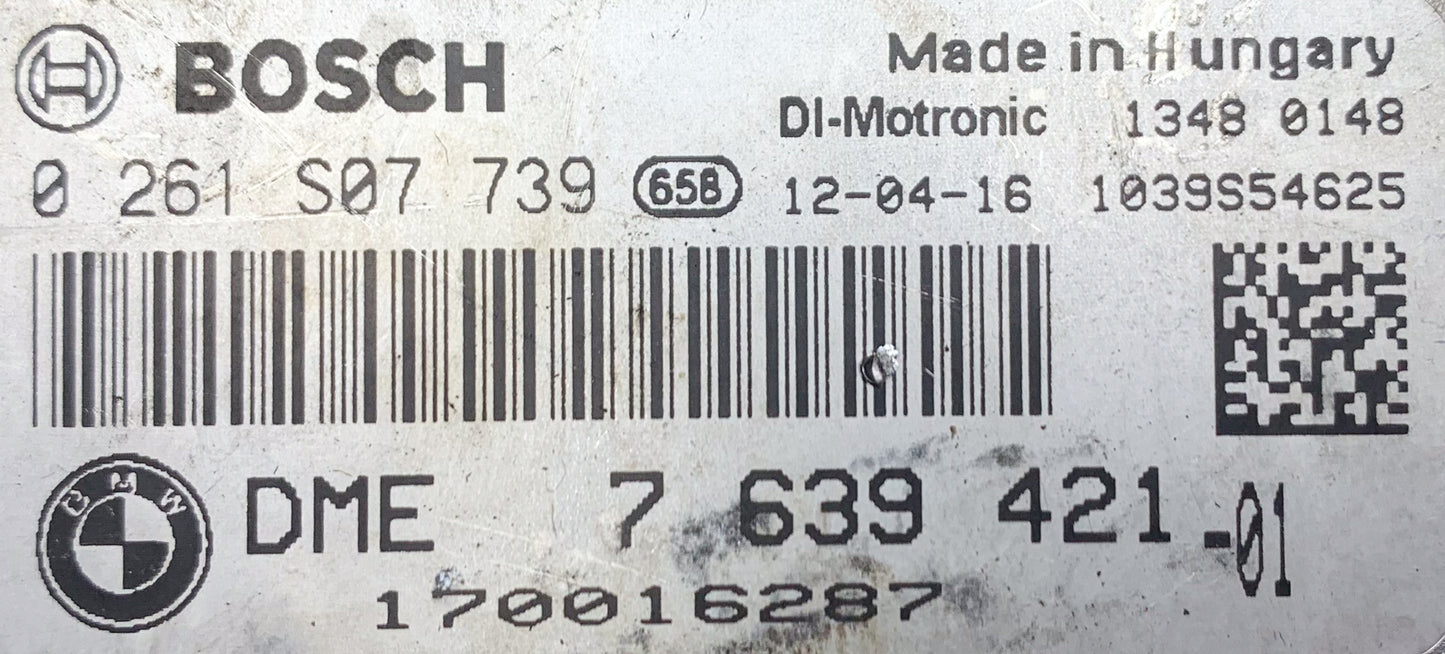 BOSCH
Made in Hungary
DI-Motronic 1348 0148
0 261 S07 739 658 12-04-16 1039S54625
BMW
DME 7 639 421-01
170016287